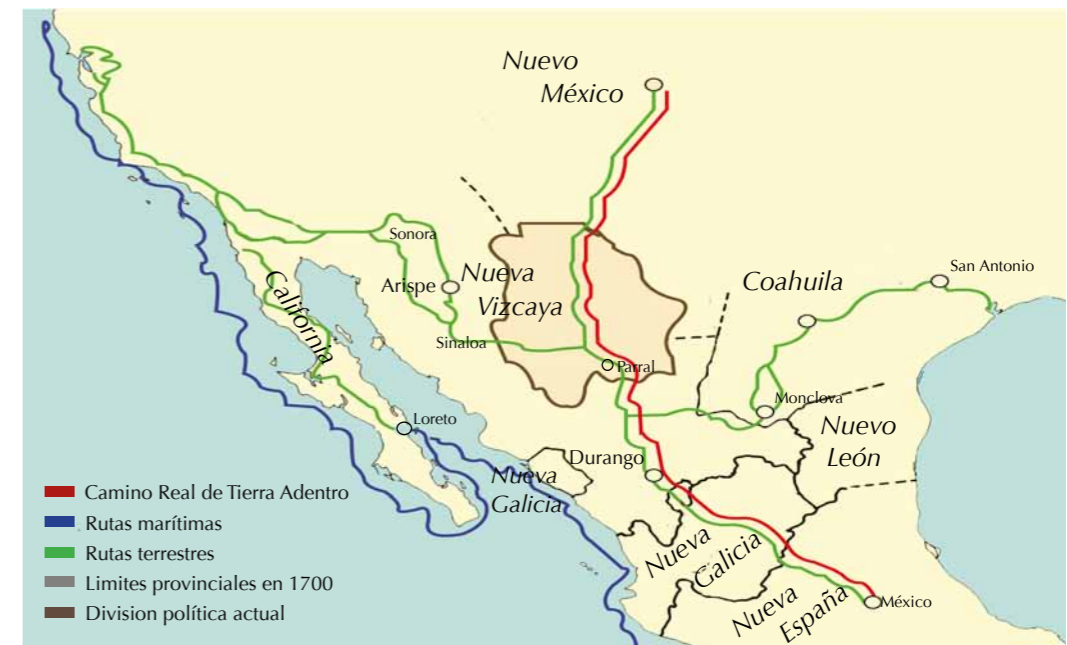 Nuevo
México
Sonora
Arispe
Nueva
Vizcaya
Coahuila
San Antonio
California
Sinaloa
Parral
Monclova
Loreto
Nuevo
León
Durango
Nueva
Galicia
Nueva
Galicia
Nueva
España
México
Camino Real de Tierra Adentro
Rutas marítimas
Rutas terrestres
Limites provinciales en 1700
Division política actual